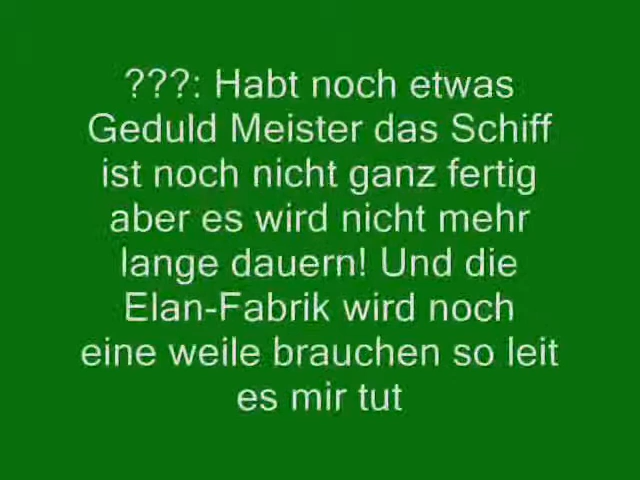 ???: Habt noch etwas
Geduld Meister das Schiff
ist noch nicht ganz fertig
aber es wird nicht mehr
lange dauern! Und die
Elan-Fabrik wird noch
eine weile brauchen so leit
es mir tut